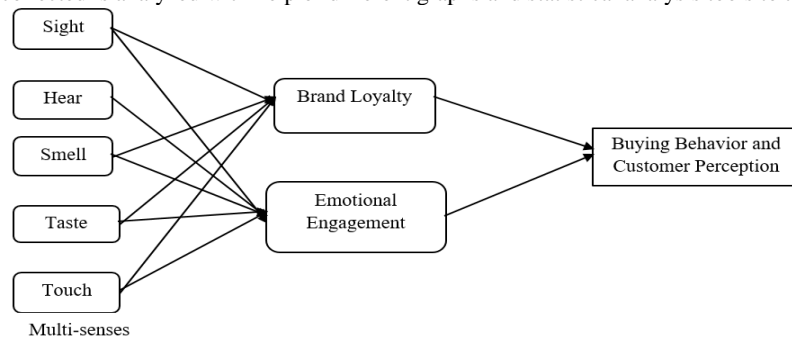 Sight
Hear
Smell
Taste
Touch
Multi-senses
Brand Loyalty
Emotional
Engagement
Buying Behavior and
Customer Perception